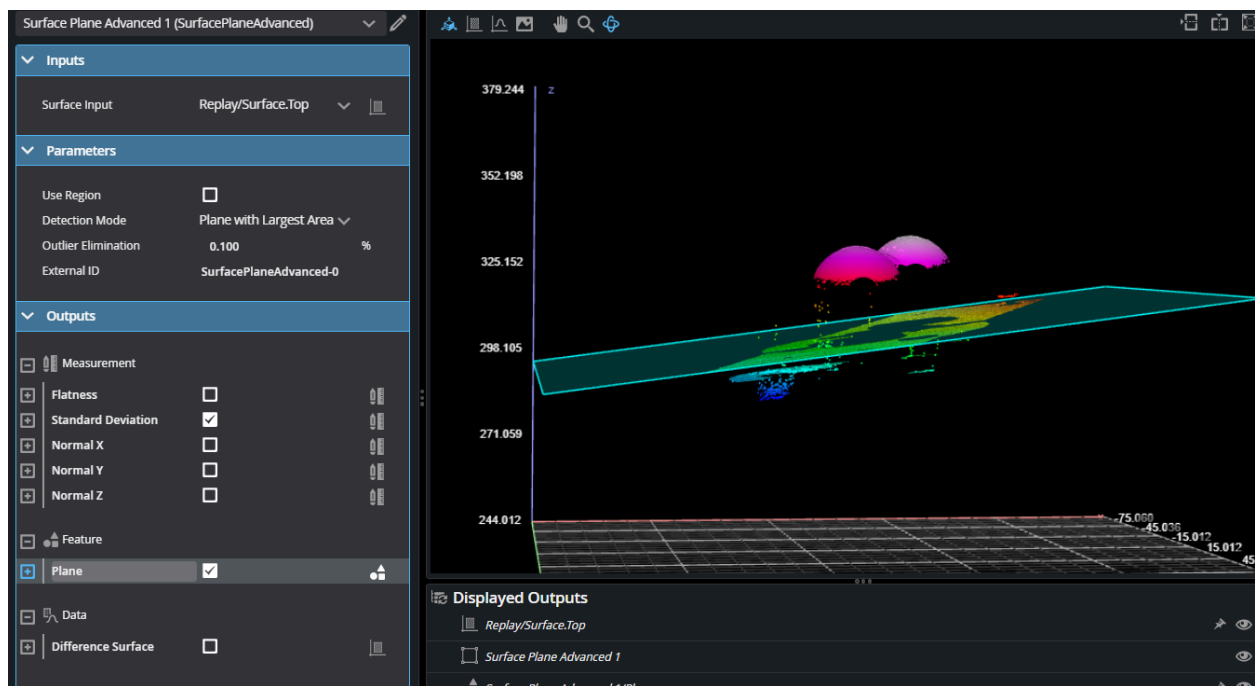 Surface Plane Advanced 1 (SurfacePlaneAdvanced)
Inputs
Surface Input Replay/Surface.Top
Parameters
Use Region
Detection Mode Plane with Largest Area
Outlier Elimination 0.100 %
External ID SurfacePlaneAdvanced-0
Outputs
Measurement
Flatness
Standard Deviation
Normal X
Normal Y
Normal Z
Feature
Plane
Data
Difference Surface
379.244 z
352.198
325.152
298.105
271.059
244.012
-75.060
-45.036
-15.012
15.012
45
Displayed Outputs
Replay/Surface.Top
Surface Plane Advanced 1